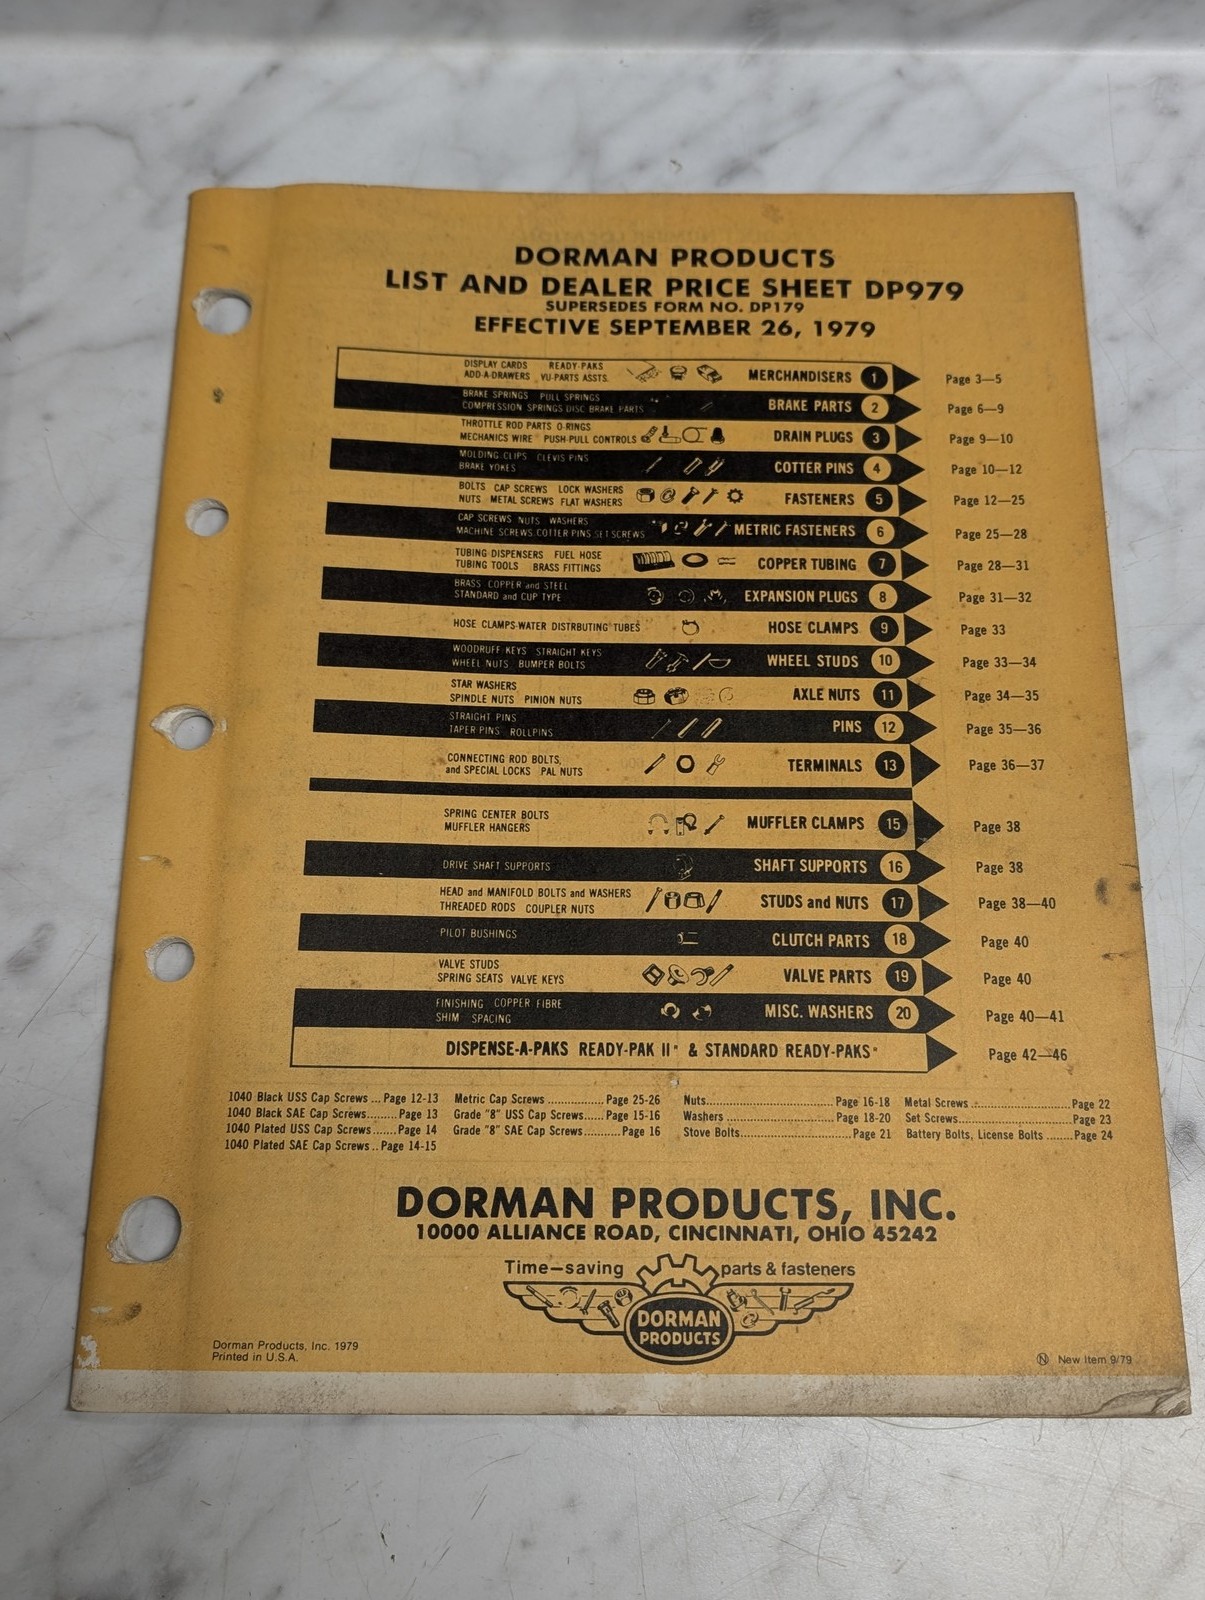 DORMAN PRODUCTS
LIST AND DEALER PRICE SHEET DP979
SUPERSEDES FORM NO. DP179
EFFECTIVE SEPTEMBER 26, 1979
DISPLAY CARDS READY-PAKS
ADD-A-DRAWERS VU-PARTS ASSTS.
MERCHANDISERS 1 Page 3—5
BRAKE SPRINGS PULL SPRINGS
COMPRESSION SPRINGS DISC BRAKE PARTS
BRAKE PARTS 2 Page 6—9
THROTTLE ROD PARTS O-RINGS
MECHANICS WIRE PUSH-PULL CONTROLS
DRAIN PLUGS 3 Page 9—10
MOLDING CLIPS CLEVIS PINS
BRAKE YOKES
COTTER PINS 4 Page 10—12
BOLTS CAP SCREWS LOCK WASHERS
NUTS METAL SCREWS FLAT WASHERS
FASTENERS 5 Page 12—25
CAP SCREWS NUTS WASHERS
MACHINE SCREWS COTTER PINS SET SCREWS
METRIC FASTENERS 6 Page 25—28
TUBING DISPENSERS FUEL HOSE
TUBING TOOLS BRASS FITTINGS
COPPER TUBING 7 Page 28—31
BRASS COPPER and STEEL
STANDARD and CUP TYPE
EXPANSION PLUGS 8 Page 31—32
HOSE CLAMPS-WATER DISTRBUTING TUBES
HOSE CLAMPS 9 Page 33
WOODRUFF KEYS STRAIGHT KEYS
WHEEL NUTS BUMPER BOLTS
WHEEL STUDS 10 Page 33—34
STAR WASHERS
SPINDLE NUTS PINION NUTS
AXLE NUTS 11 Page 34—35
STRAIGHT PINS
TAPER PINS ROLLPINS
PINS 12 Page 35—36
CONNECTING ROD BOLTS,
and SPECIAL LOCKS PAL NUTS
TERMINALS 13 Page 36—37
SPRING CENTER BOLTS
MUFFLER HANGERS
MUFFLER CLAMPS 15 Page 38
DRIVE SHAFT SUPPORTS
SHAFT SUPPORTS 16 Page 38
HEAD and MANIFOLD BOLTS and WASHERS
THREADED RODS COUPLER NUTS
STUDS and NUTS 17 Page 38—40
PILOT BUSHINGS
CLUTCH PARTS 18 Page 40
VALVE STUDS
SPRING SEATS VALVE KEYS
VALVE PARTS 19 Page 40
FINISHING COPPER FIBRE
SHIM SPACING
MISC. WASHERS 20 Page 40—41
DISPENSE-A-PAKS READY-PAK II® & STANDARD READY-PAKS® Page 42—46
1040 Black USS Cap Screws ... Page 12-13
1040 Black SAE Cap Screws......... Page 13
1040 Plated USS Cap Screws....... Page 14
1040 Plated SAE Cap Screws .. Page 14-15
Metric Cap Screws ..................... Page 25-26
Grade "8" USS Cap Screws..... Page 15-16
Grade "8" SAE Cap Screws........... Page 16
Nuts................................ Page 16-18
Washers ........................... Page 18-20
Stove Bolts............................ Page 21
Metal Screws ......................... Page 22
Set Screws............................ Page 23
Battery Bolts, License Bolts ....... Page 24
DORMAN PRODUCTS, INC.
10000 ALLIANCE ROAD, CINCINNATI, OHIO 45242
Time—saving parts & fasteners
DORMAN
PRODUCTS
Dorman Products, Inc. 1979
Printed in U.S.A.
Ⓝ New Item 9/79